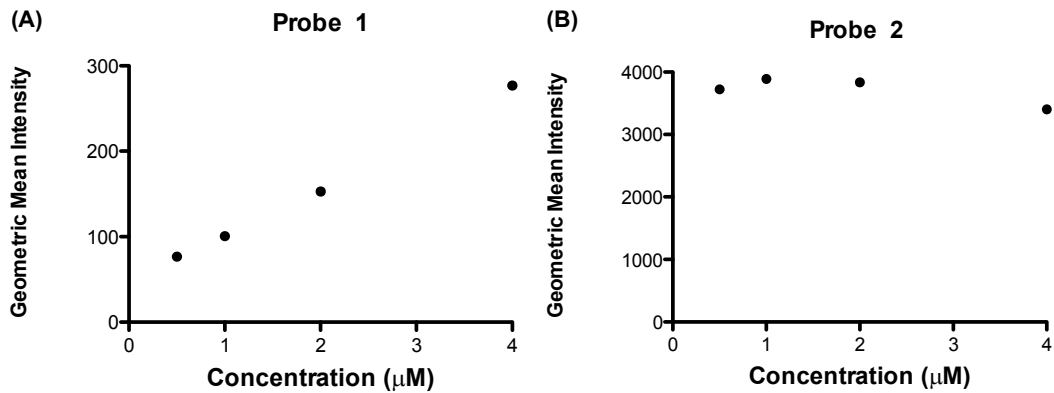 (A)
Probe 1
Geometric Mean Intensity
300
200
100
0
0 1 2 3 4
Concentration (μM)
(B)
Probe 2
Geometric Mean Intensity
4000
3000
2000
1000
0
0 1 2 3 4
Concentration (μM)